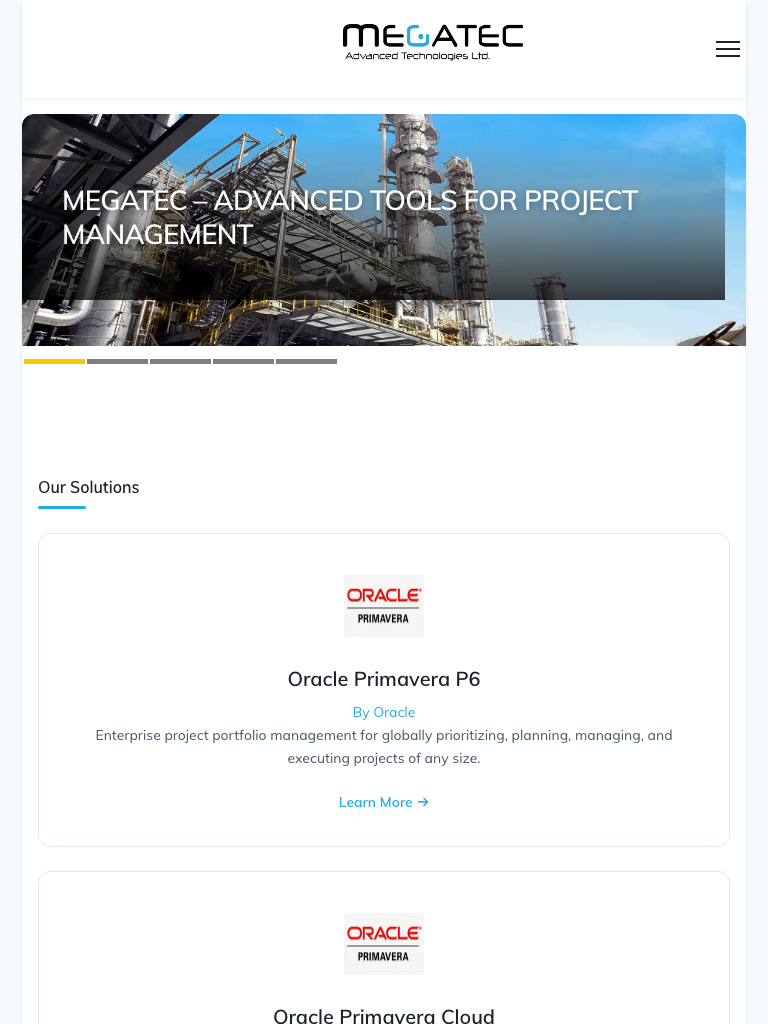 MEGATEC
Advanced Technologies Ltd.
MEGATEC – ADVANCED TOOLS FOR PROJECT
MANAGEMENT
Our Solutions
ORACLE®
PRIMAVERA
Oracle Primavera P6
By Oracle
Enterprise project portfolio management for globally prioritizing, planning, managing, and
executing projects of any size.
Learn More →
ORACLE®
PRIMAVERA
Oracle Primavera Cloud